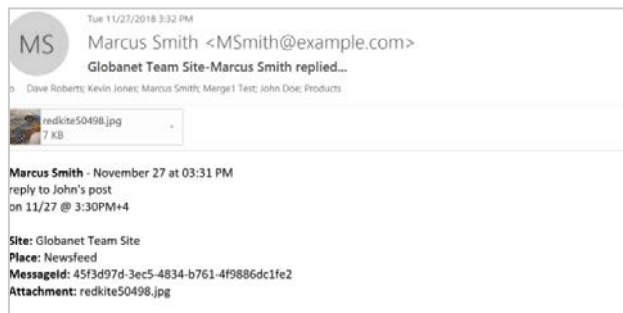 Tue 11/27/2018 3:32 PM
MS
Marcus Smith <MSmith@example.com>
Globanet Team Site-Marcus Smith replied...
o Dave Roberts; Kevin Jones; Marcus Smith; Merge1 Test; John Doe; Products
redkite50498.jpg
7 KB
Marcus Smith - November 27 at 03:31 PM
reply to John's post
on 11/27 @ 3:30PM+4
Site: Globanet Team Site
Place: Newsfeed
MessageId: 45f3d97d-3ec5-4834-b761-4f9886dc1fe2
Attachment: redkite50498.jpg